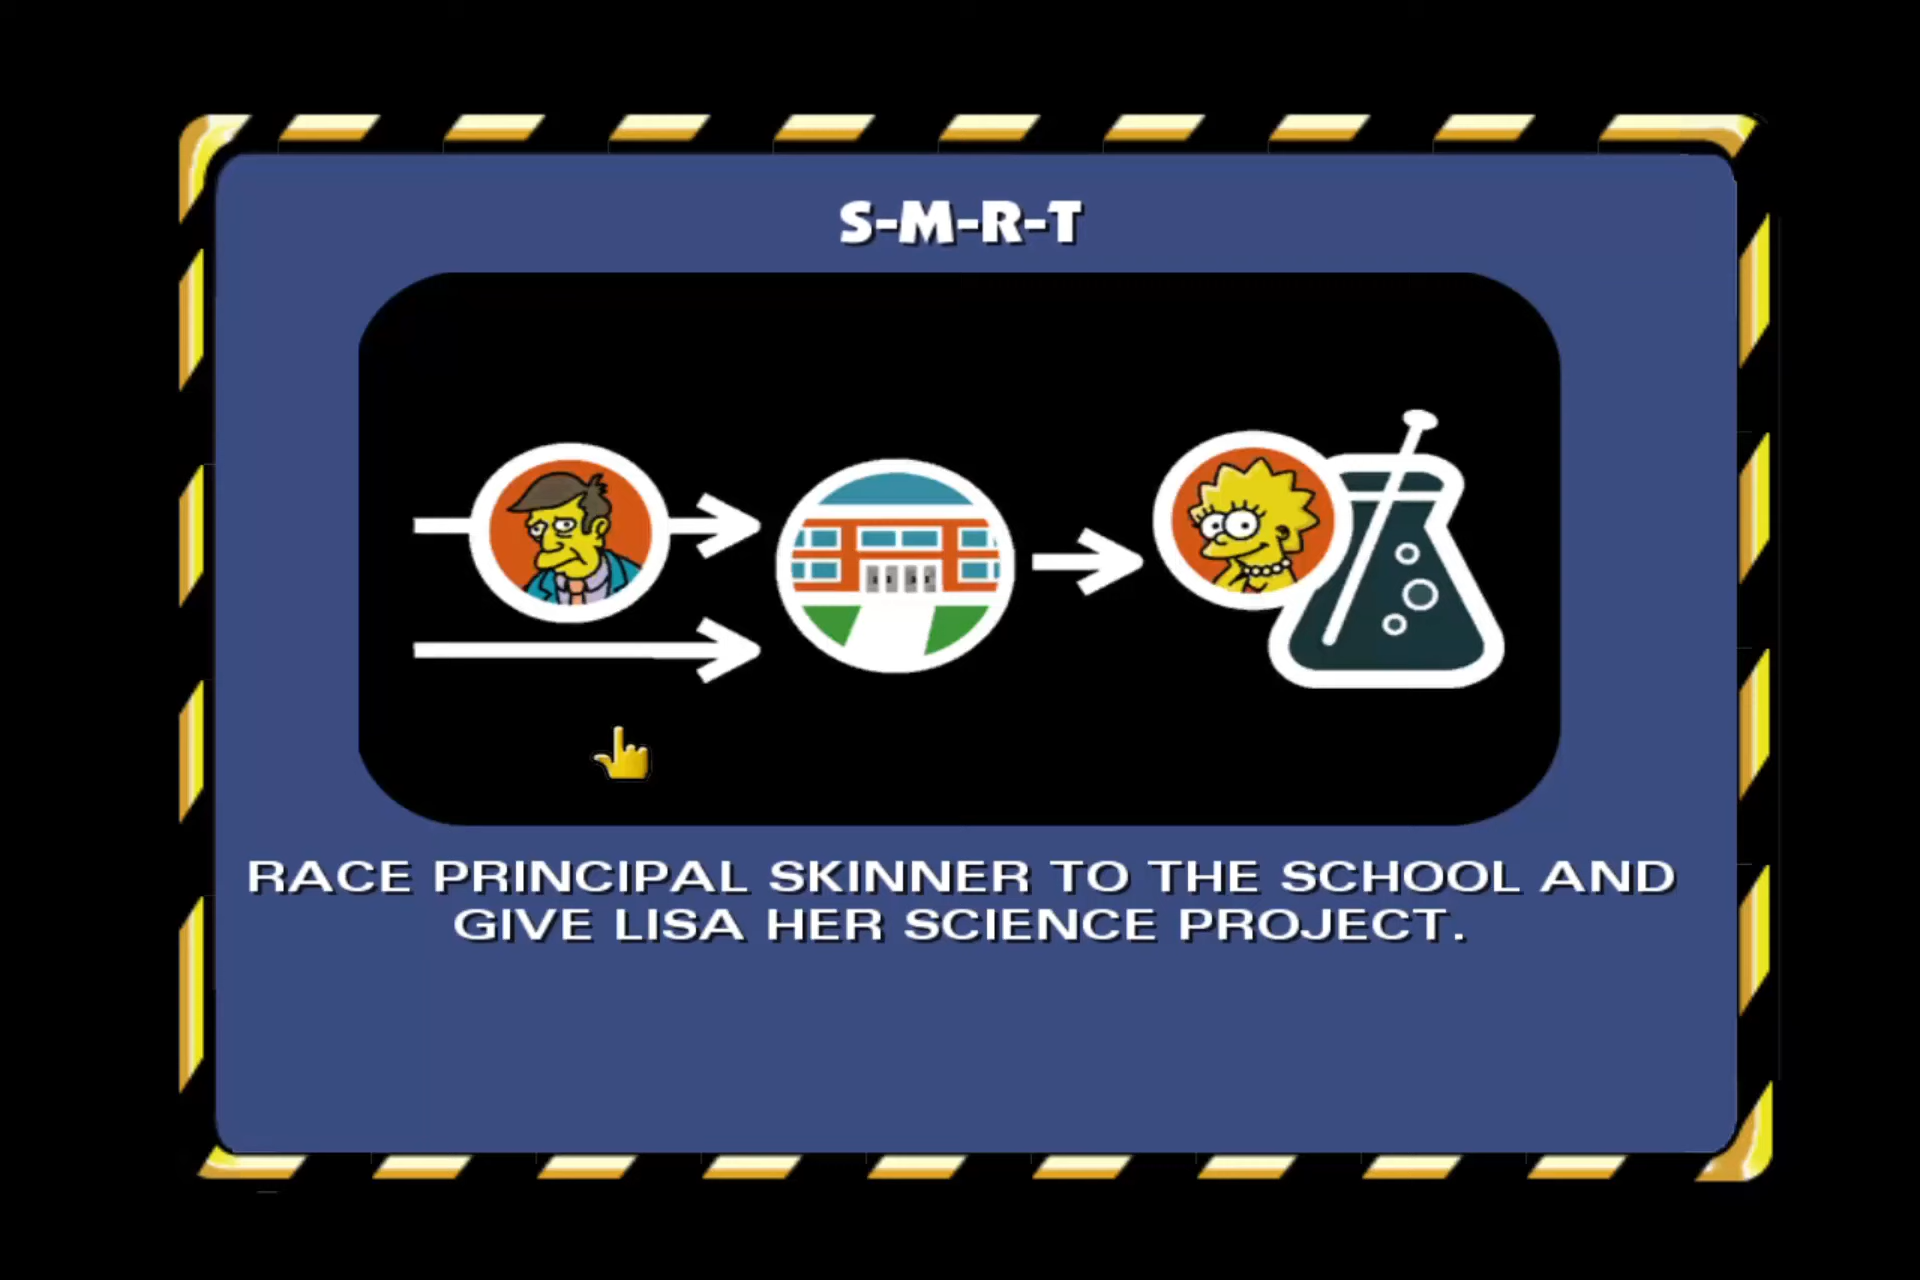 S-M-R-T
RACE PRINCIPAL SKINNER TO THE SCHOOL AND
GIVE LISA HER SCIENCE PROJECT.